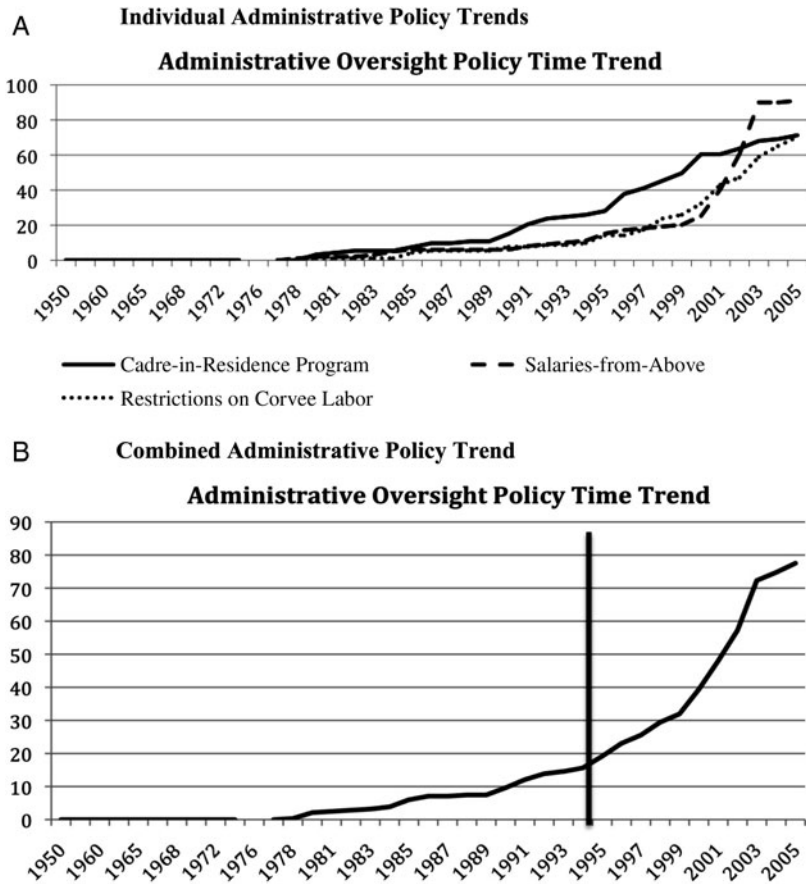 A
Individual Administrative Policy Trends
Administrative Oversight Policy Time Trend
100
80
60
40
20
0
1950 1960 1965 1968 1972 1976 1978 1981 1983 1985 1987 1989 1991 1993 1995 1997 1999 2001 2003 2005
Cadre-in-Residence Program Salaries-from-Above
Restrictions on Corvee Labor
B
Combined Administrative Policy Trend
Administrative Oversight Policy Time Trend
90
80
70
60
50
40
30
20
10
0
1950 1960 1965 1968 1972 1976 1978 1981 1983 1985 1987 1989 1991 1993 1995 1997 1999 2001 2003 2005